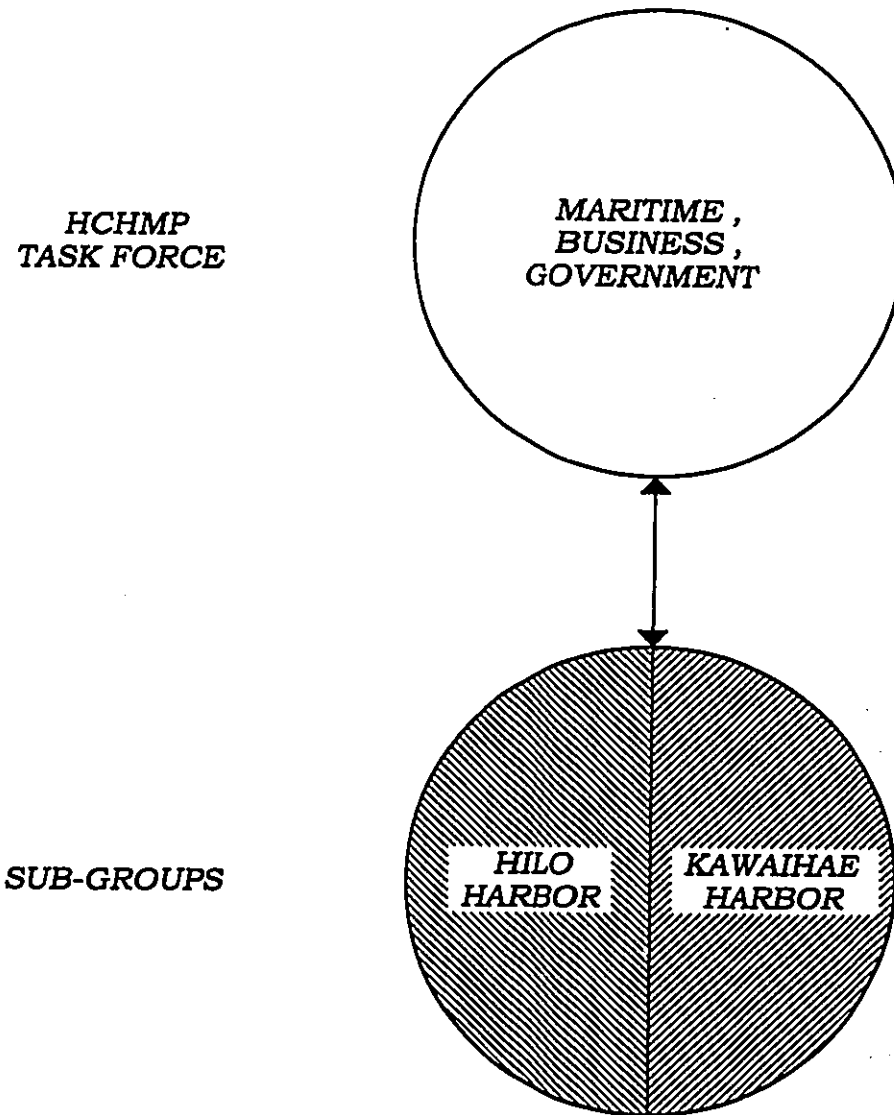 HCHMP
TASK FORCE
MARITIME ,
BUSINESS ,
GOVERNMENT
SUB-GROUPS
HILO
HARBOR
KAWAIHAE
HARBOR